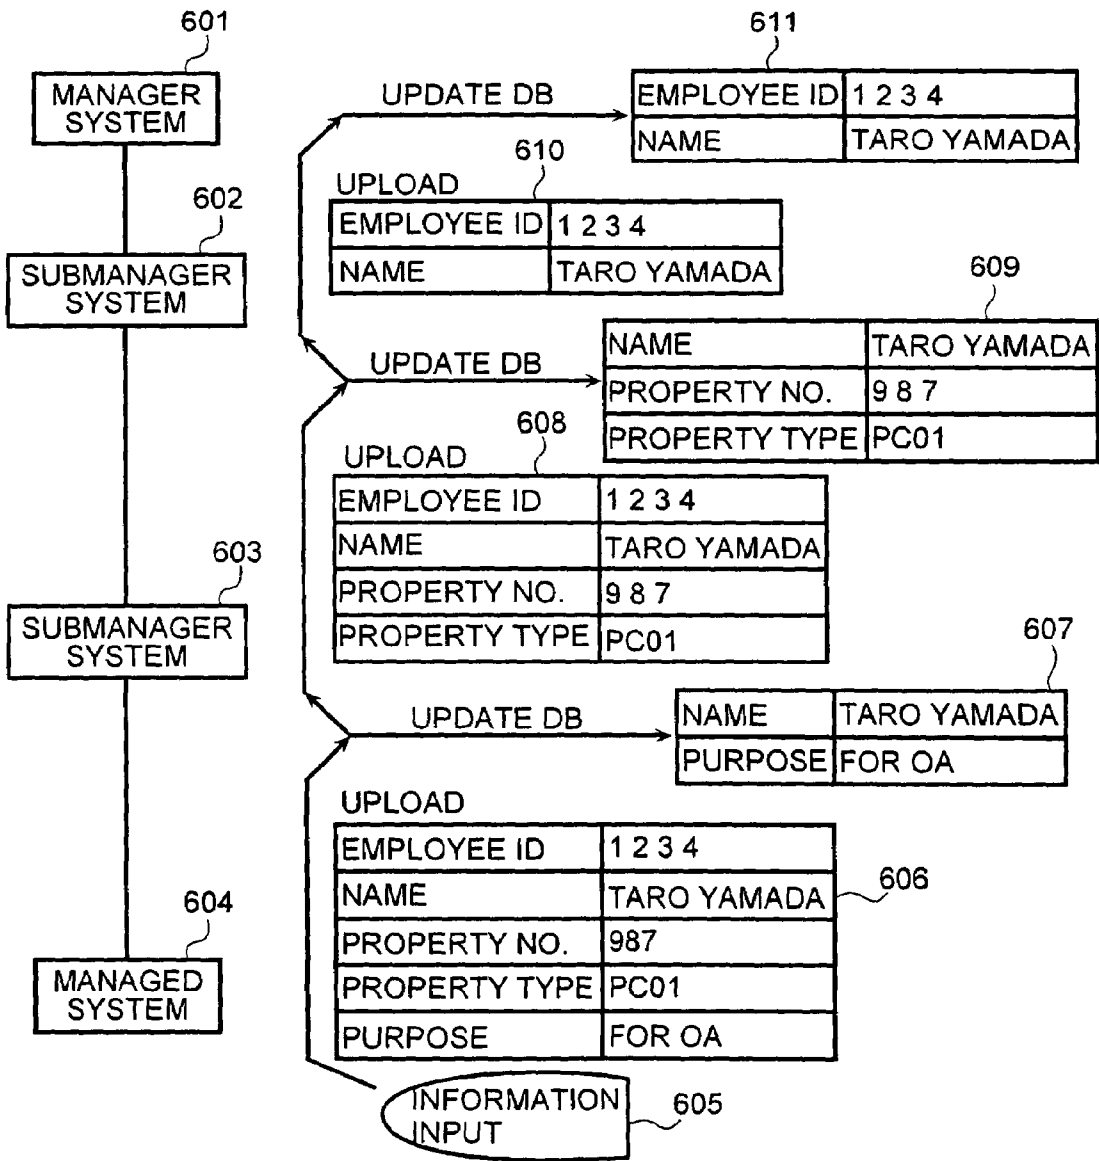 601
MANAGER
SYSTEM
602
SUBMANAGER
SYSTEM
603
SUBMANAGER
SYSTEM
604
MANAGED
SYSTEM
611
UPDATE DB
EMPLOYEE ID 1 2 3 4
NAME TARO YAMADA
610
UPLOAD
EMPLOYEE ID 1 2 3 4
NAME TARO YAMADA
609
UPDATE DB
NAME TARO YAMADA
PROPERTY NO. 9 8 7
PROPERTY TYPE PC01
608
UPLOAD
EMPLOYEE ID 1 2 3 4
NAME TARO YAMADA
PROPERTY NO. 9 8 7
PROPERTY TYPE PC01
607
UPDATE DB
NAME TARO YAMADA
PURPOSE FOR OA
UPLOAD
EMPLOYEE ID 1 2 3 4
NAME TARO YAMADA
606
PROPERTY NO. 987
PROPERTY TYPE PC01
PURPOSE FOR OA
INFORMATION
INPUT
605